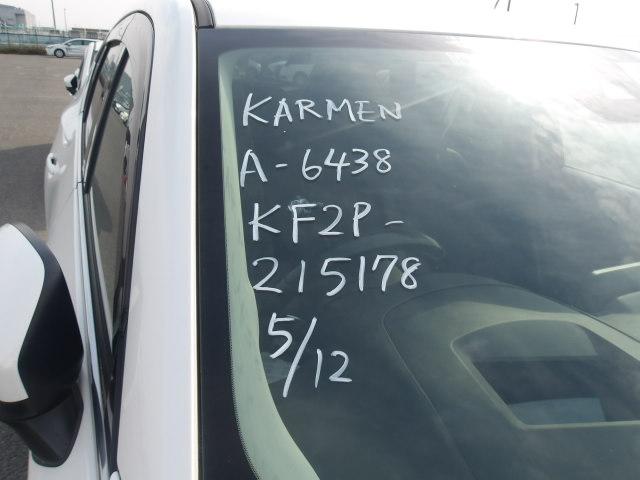 KARMEN
A-6438
KF2P-
215178
5/12